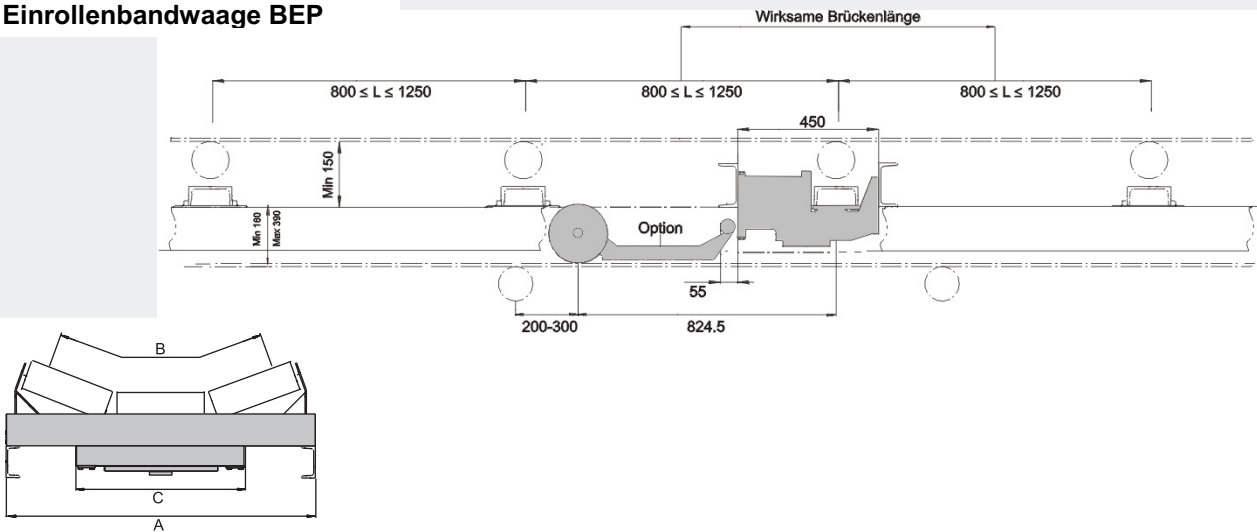 Einrollenbandwaage BEP
Wirksame Brückenlänge
800 ≤ L ≤ 1250
800 ≤ L ≤ 1250
800 ≤ L ≤ 1250
450
Min 150
Min 160
Max 390
Option
55
200-300
824.5
B
C
A